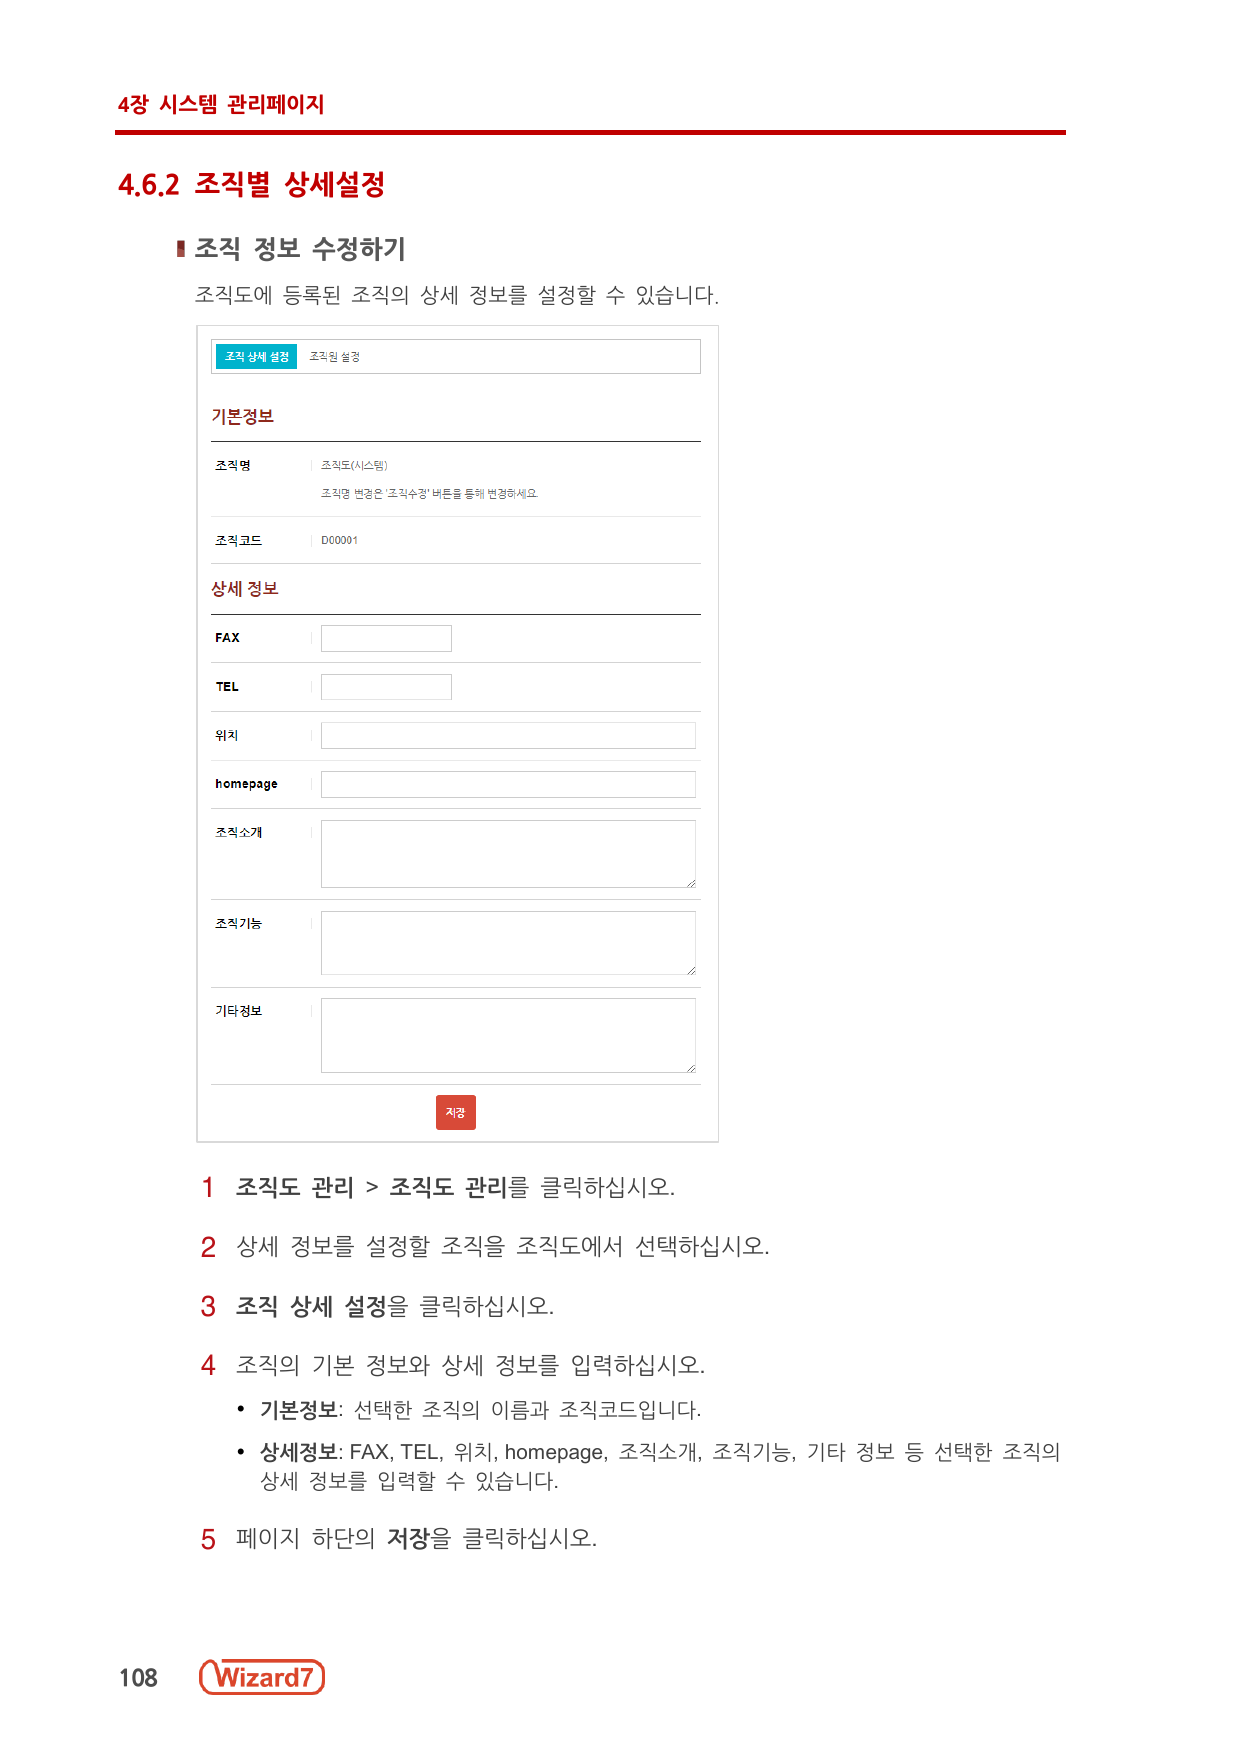 4장 시스템 관리페이지
4.6.2 조직별 상세설정
조직 정보 수정하기
조직도에 등록된 조직의 상세 정보를 설정할 수 있습니다.
조직 상세 설정 조직원 설정
기본정보
조직명 조직도(시스템)
조직명 변경은 '조직수정' 버튼을 통해 변경하세요.
조직코드 D00001
상세 정보
FAX
TEL
위치
homepage
조직소개
조직기능
기타정보
저장
1 조직도 관리 > 조직도 관리를 클릭하십시오.
2 상세 정보를 설정할 조직을 조직도에서 선택하십시오.
3 조직 상세 설정을 클릭하십시오.
4 조직의 기본 정보와 상세 정보를 입력하십시오.
• 기본정보: 선택한 조직의 이름과 조직코드입니다.
• 상세정보: FAX, TEL, 위치, homepage, 조직소개, 조직기능, 기타 정보 등 선택한 조직의
상세 정보를 입력할 수 있습니다.
5 페이지 하단의 저장을 클릭하십시오.
108 Wizard7